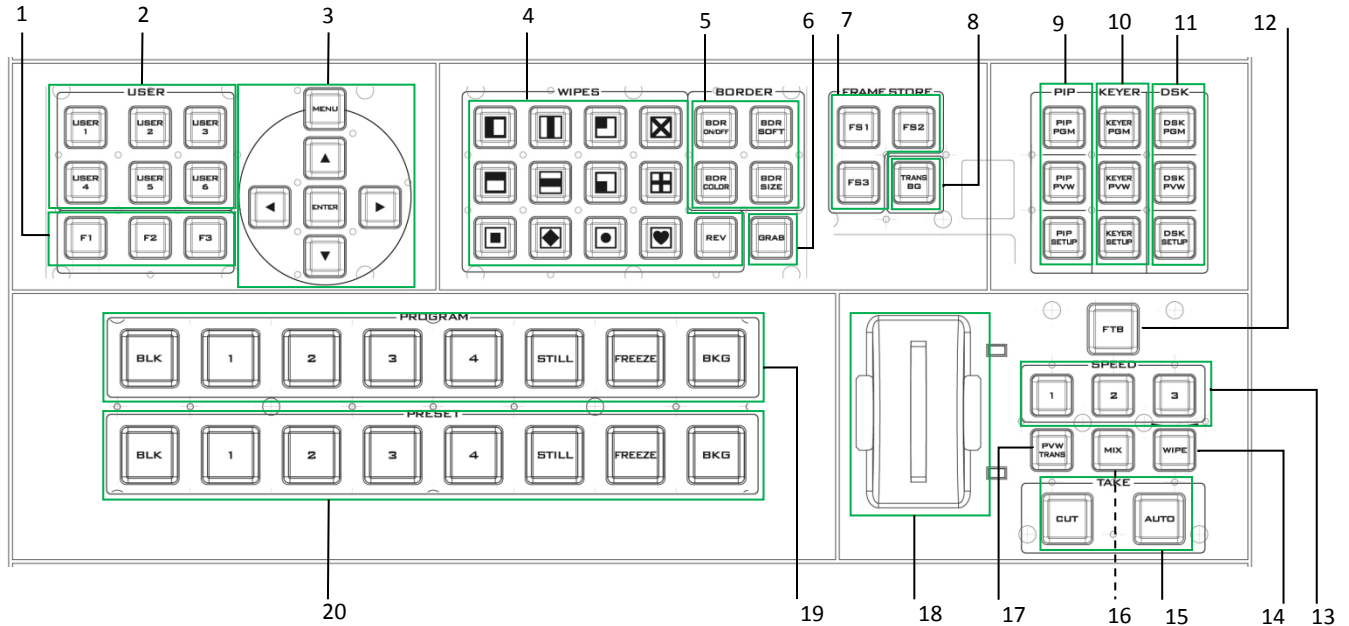 1 2 3 4 5 6 7 8 9 10 11 12
USER WIPES BORDER FRAME STORE PIP KEYER DSK
MENU
USER 1 USER 2 USER 3
BDR ON/OFF BDR SOFT
FS1 FS2
PIP PGM KEYER PGM DSK PGM
USER 4 USER 5 USER 6
ENTER
BDR COLOR BDR SIZE
FS3 TRANS BG
PIP PVW KEYER PVW DSK PVW
F1 F2 F3
REV GRAB
PIP SETUP KEYER SETUP DSK SETUP
PROGRAM
BLK 1 2 3 4 STILL FREEZE BKG
FTB
SPEED
1 2 3
PRESET
BLK 1 2 3 4 STILL FREEZE BKG
PVW TRANS MIX WIPE
TAKE
CUT AUTO
20 19 18 17 16 15 14 13